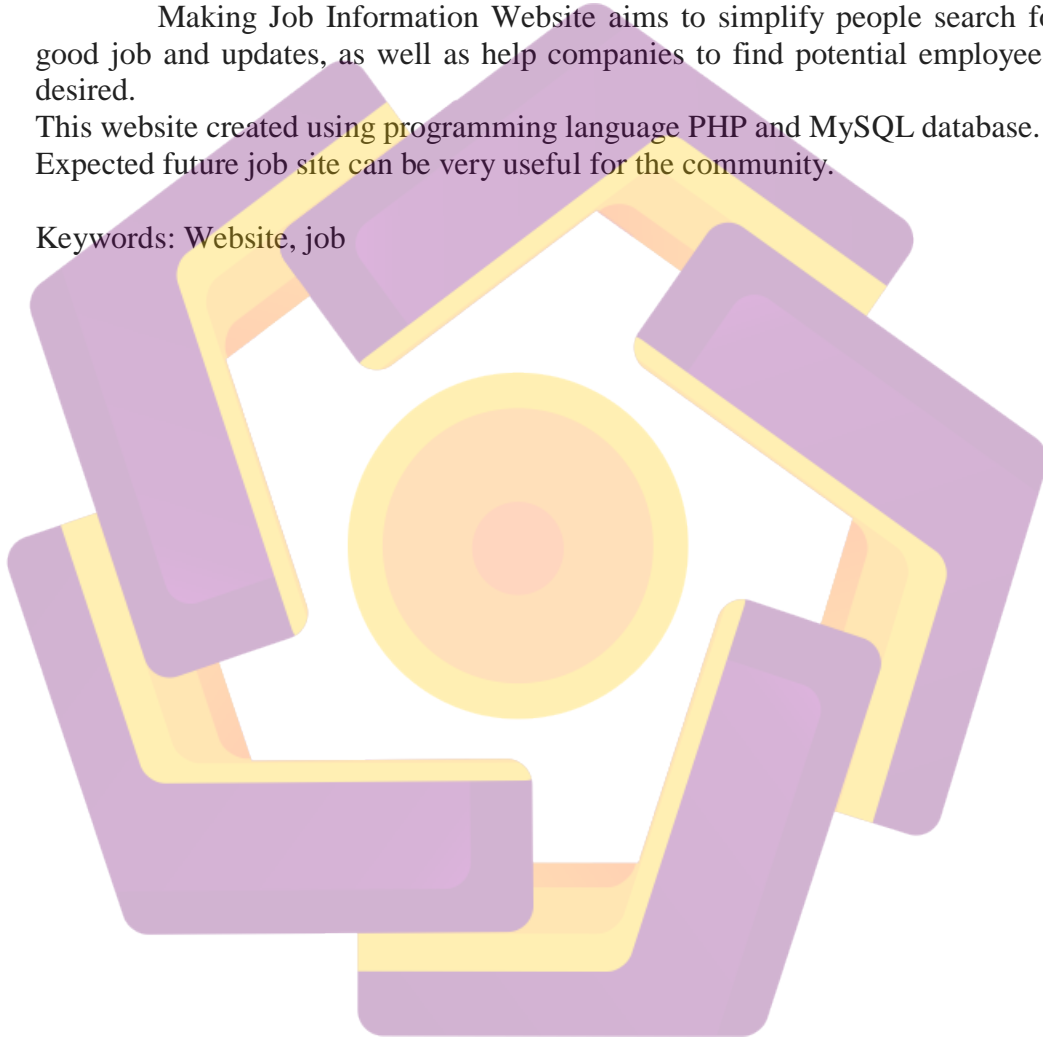 Making Job Information Website aims to simplify people search
good job and updates, as well as help companies to find potential
desired.
This website created using programming language PHP and MySQL database.
Expected future job site can be very useful for the community.
Keywords: Website, job